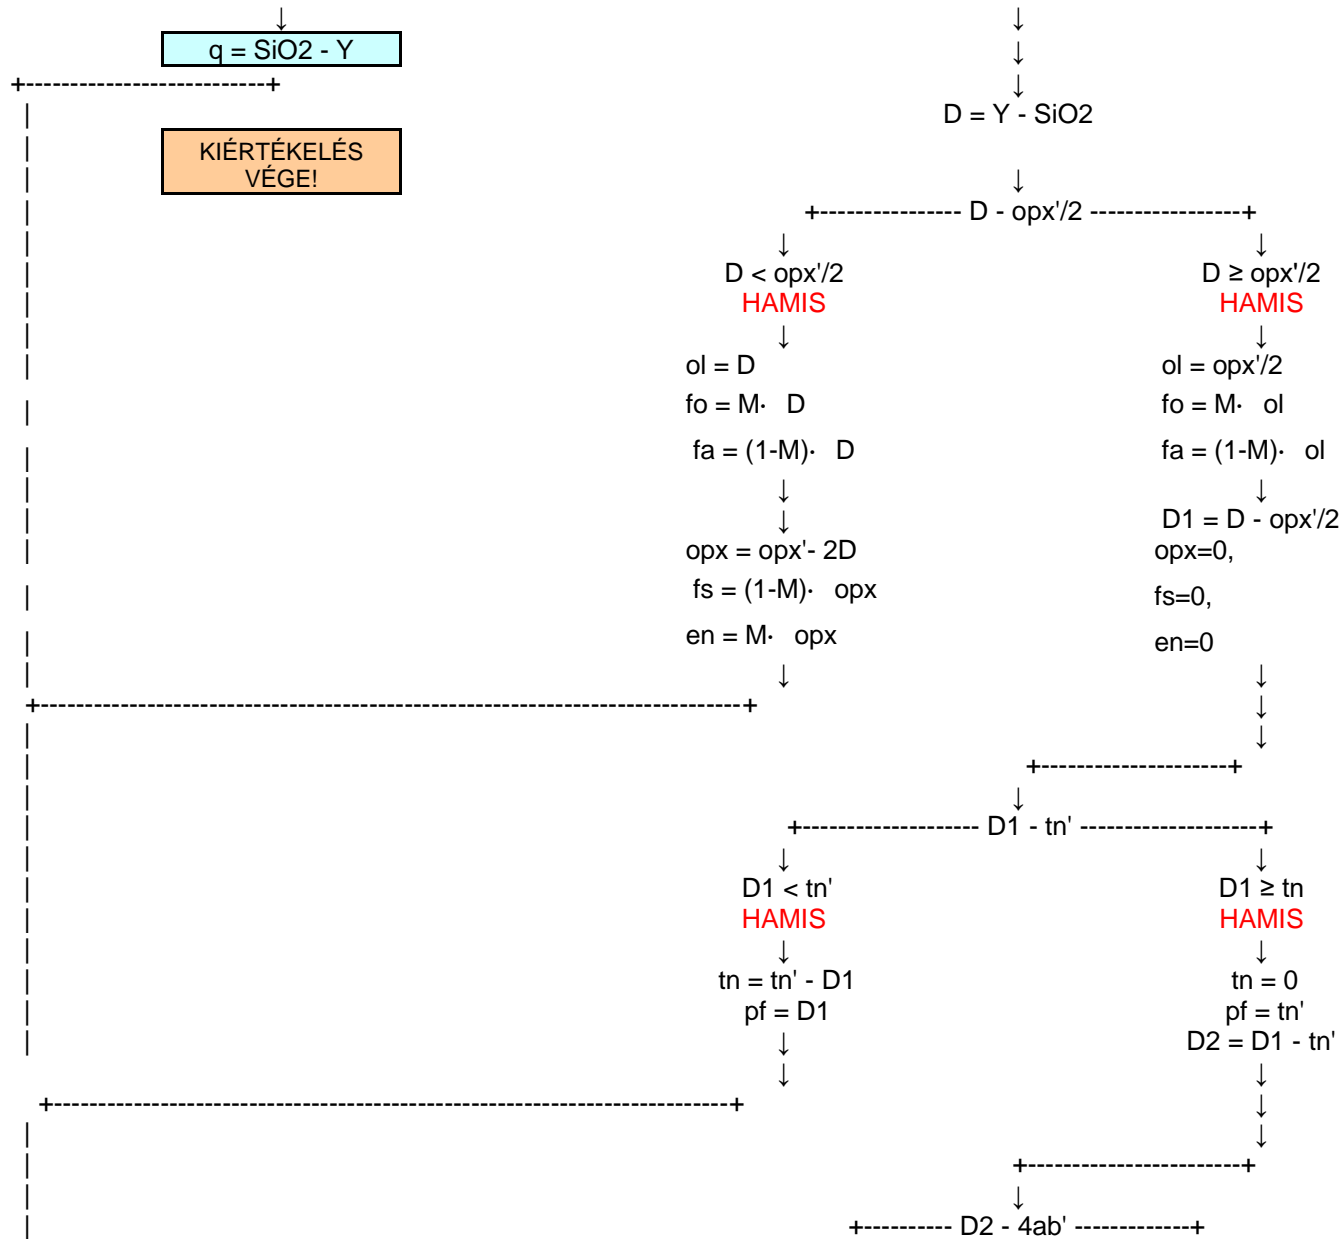 q = SiO2 - Y
D = Y - SiO2
KIÉRTÉKELÉS
VÉGE!
D - opx'/2
D < opx'/2
D ≥ opx'/2
HAMIS
HAMIS
ol = D
ol = opx'/2
fo = M· D
fo = M· ol
fa = (1-M)· D
fa = (1-M)· ol
D1 = D - opx'/2
opx = opx'- 2D
opx=0,
fs = (1-M)· opx
fs=0,
en = M· opx
en=0
D1 - tn'
D1 < tn'
D1 ≥ tn
HAMIS
HAMIS
tn = tn' - D1
tn = 0
pf = D1
pf = tn'
D2 = D1 - tn'
D2 - 4ab'